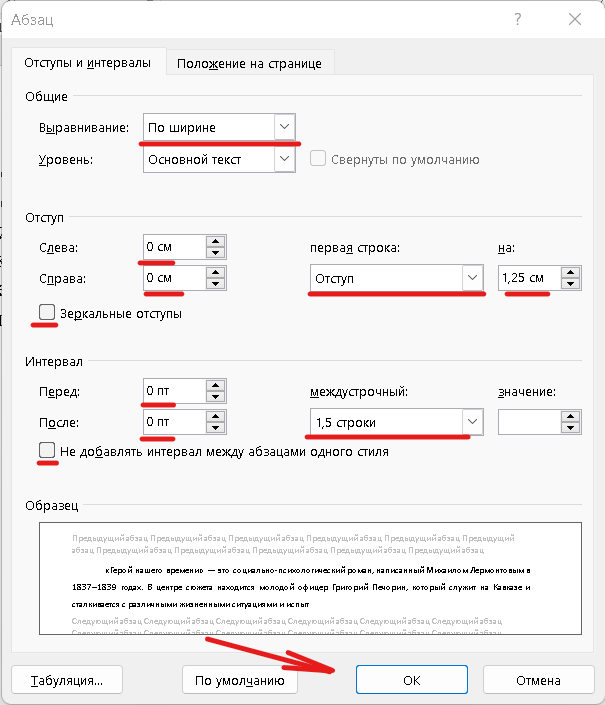 Абзац ?
Отступы и интервалы Положение на странице
Общие
Выравнивание: По ширине
Уровень: Основной текст Свернуты по умолчанию
Отступ
Слева: 0 см первая строка: на:
Справа: 0 см Отступ 1,25 см
Зеркальные отступы
Интервал
Перед: 0 пт междустрочный: значение:
После: 0 пт 1,5 строки
Не добавлять интервал между абзацами одного стиля
Образец
Предыдущий абзац Предыдущий абзац Предыдущий абзац Предыдущий абзац Предыдущий абзац Предыдущий
абзац Предыдущий абзац Предыдущий абзац Предыдущий абзац Предыдущий абзац Предыдущий абзац
«Герой нашего времени» — это социально-психологический роман, написанный Михаилом Лермонтовым в
1837–1839 годах. В центре сюжета находится молодой офицер Григорий Печорин, который служит на Кавказе и
сталкивается с различными жизненными ситуациями и испыт
Следующий абзац Следующий абзац Следующий абзац Следующий абзац Следующий абзац Следующий абзац
Следующий абзац Следующий абзац Следующий абзац Следующий абзац Следующий абзац Следующий абзац
Табуляция... По умолчанию ОК Отмена